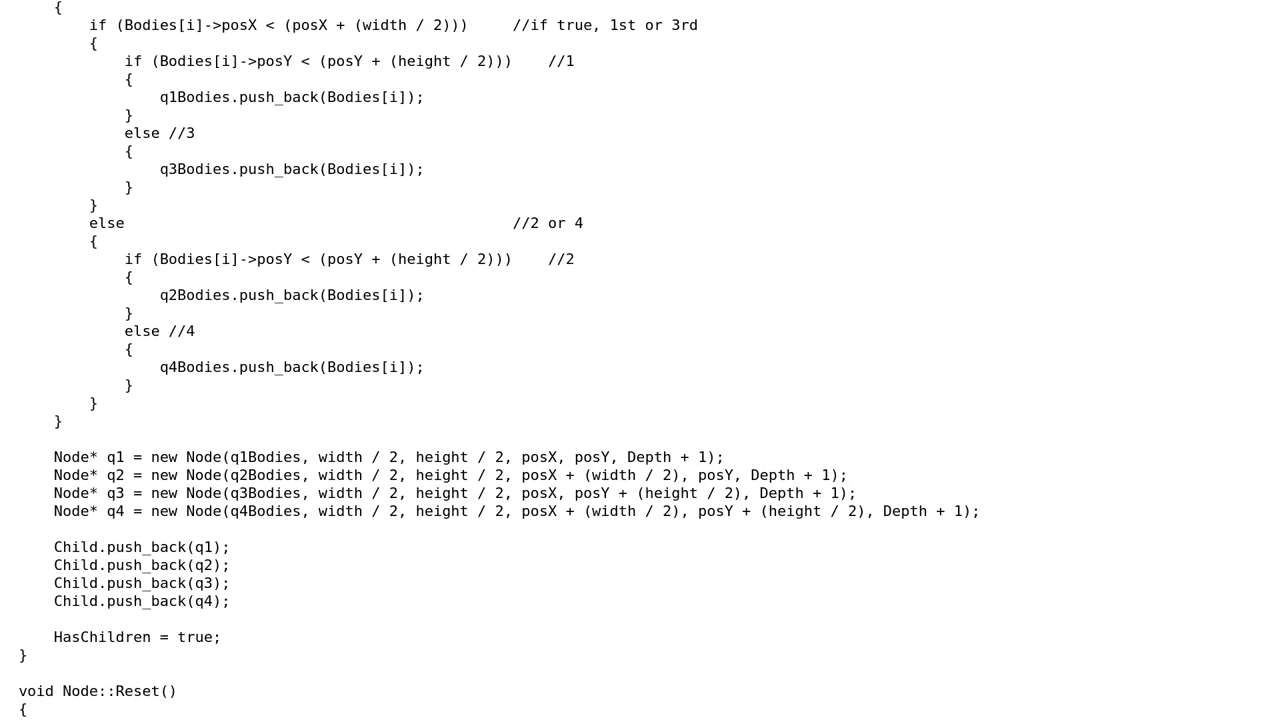 {
        if (Bodies[i]->posX < (posX + (width / 2)))     //if true, 1st or 3rd
        {
            if (Bodies[i]->posY < (posY + (height / 2)))    //1
            {
                q1Bodies.push_back(Bodies[i]);
            }
            else //3
            {
                q3Bodies.push_back(Bodies[i]);
            }
        }
        else                                            //2 or 4
        {
            if (Bodies[i]->posY < (posY + (height / 2)))    //2
            {
                q2Bodies.push_back(Bodies[i]);
            }
            else //4
            {
                q4Bodies.push_back(Bodies[i]);
            }
        }
    }

    Node* q1 = new Node(q1Bodies, width / 2, height / 2, posX, posY, Depth + 1);
    Node* q2 = new Node(q2Bodies, width / 2, height / 2, posX + (width / 2), posY, Depth + 1);
    Node* q3 = new Node(q3Bodies, width / 2, height / 2, posX, posY + (height / 2), Depth + 1);
    Node* q4 = new Node(q4Bodies, width / 2, height / 2, posX + (width / 2), posY + (height / 2), Depth + 1);

    Child.push_back(q1);
    Child.push_back(q2);
    Child.push_back(q3);
    Child.push_back(q4);

    HasChildren = true;
}

void Node::Reset()
{